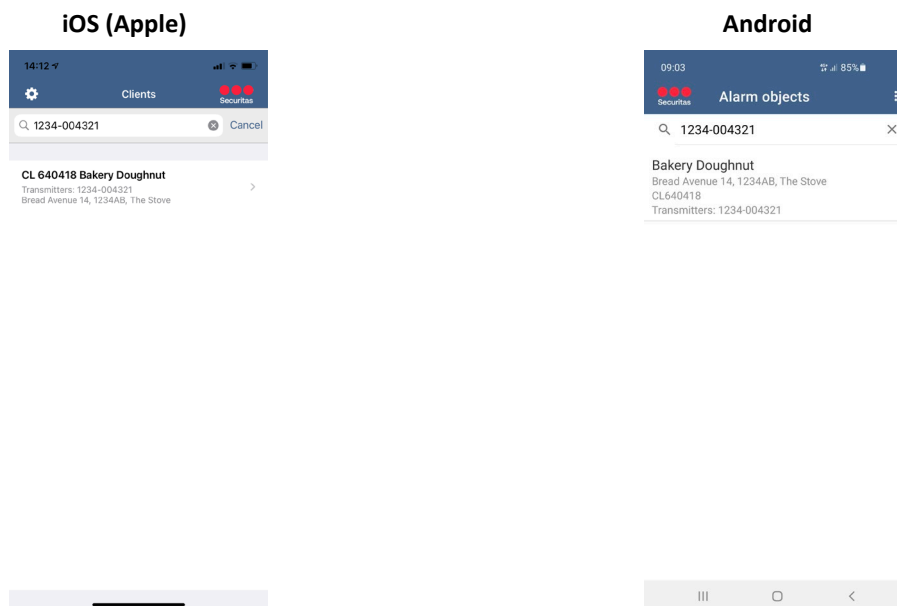 iOS (Apple)
Android
14:12
Clients
Securitas
1234-004321
Cancel
CL 640418 Bakery Doughnut
Transmitters: 1234-004321
Bread Avenue 14, 1234AB, The Stove
09:03
85%
Securitas
Alarm objects
1234-004321
Bakery Doughnut
Bread Avenue 14, 1234AB, The Stove
CL640418
Transmitters: 1234-004321